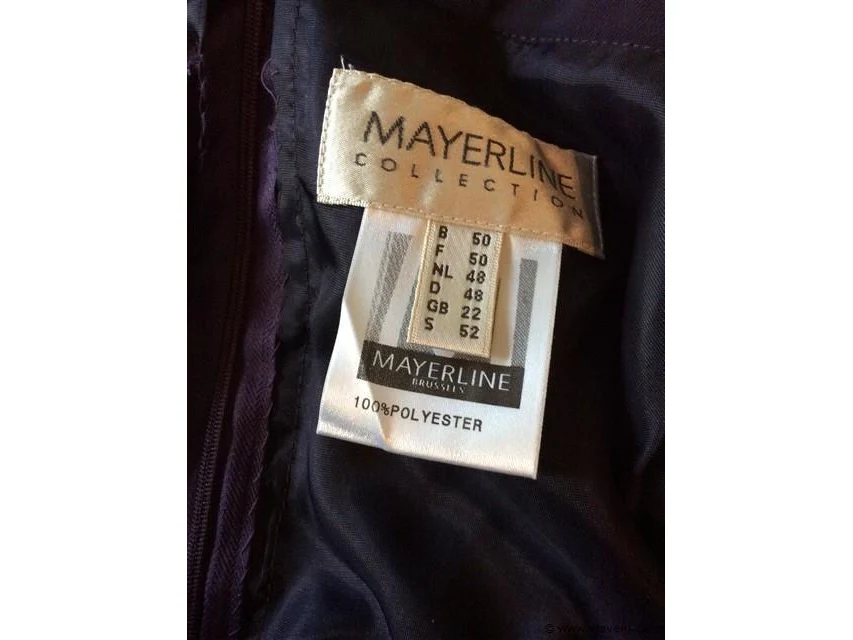 MAYERLINE
COLLECTION
B 50
F 50
NL 48
D 48
GB 22
S 52
MAYERLINE
BRUSSELS
100%POLYESTER